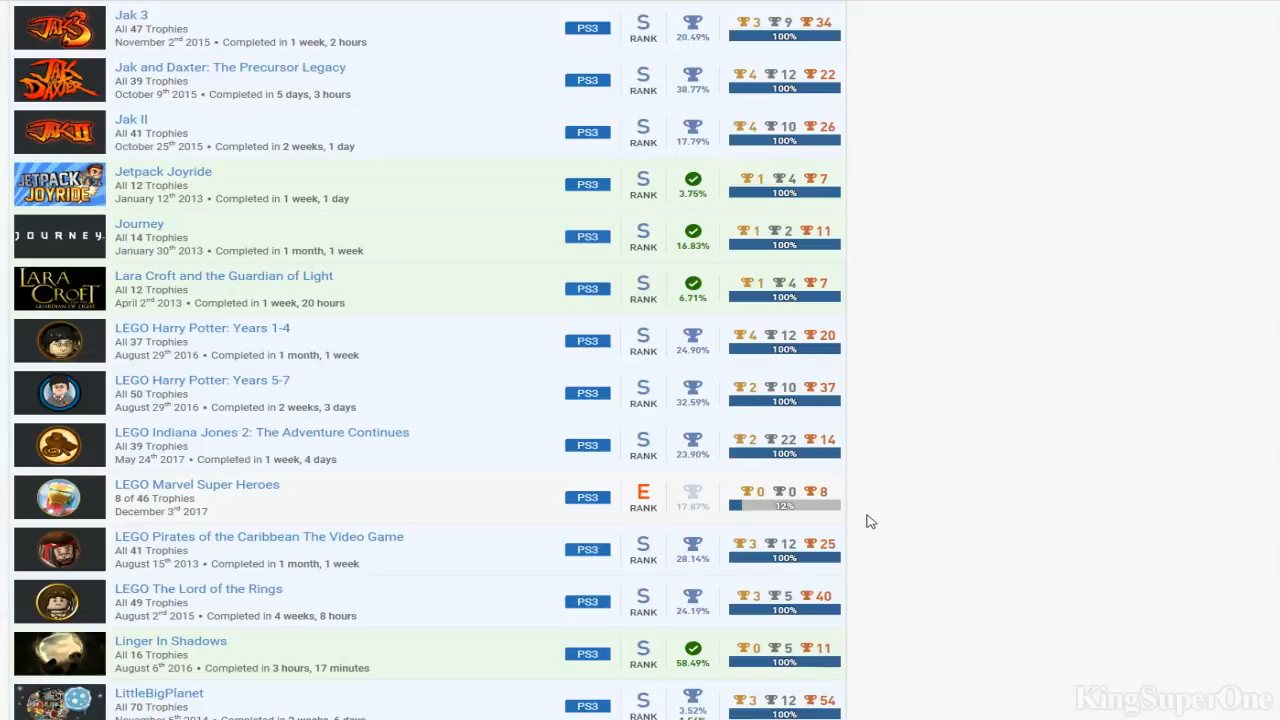 Jak 3
All 47 Trophies
November 2nd 2015 • Completed in 1 week, 2 hours
PS3
S
RANK
20.49%
3 9 34
100%
Jak and Daxter: The Precursor Legacy
All 39 Trophies
October 9th 2015 • Completed in 5 days, 3 hours
PS3
S
RANK
38.77%
4 12 22
100%
Jak II
All 41 Trophies
October 25th 2015 • Completed in 2 weeks, 1 day
PS3
S
RANK
17.79%
4 10 26
100%
JETPACK
JOYRIDE
Jetpack Joyride
All 12 Trophies
January 12th 2013 • Completed in 1 week, 1 day
PS3
S
RANK
3.75%
1 4 7
100%
JOURNEY
Journey
All 14 Trophies
January 30th 2013 • Completed in 1 month, 1 week
PS3
S
RANK
16.83%
1 2 11
100%
LARA
CROFT
GUARDIAN OF LIGHT
Lara Croft and the Guardian of Light
All 12 Trophies
April 2nd 2013 • Completed in 1 week, 20 hours
PS3
S
RANK
6.71%
1 4 7
100%
LEGO Harry Potter: Years 1-4
All 37 Trophies
August 29th 2016 • Completed in 1 month, 1 week
PS3
S
RANK
24.90%
4 12 20
100%
LEGO Harry Potter: Years 5-7
All 50 Trophies
August 29th 2016 • Completed in 2 weeks, 3 days
PS3
S
RANK
32.59%
2 10 37
100%
LEGO Indiana Jones 2: The Adventure Continues
All 39 Trophies
May 24th 2017 • Completed in 1 week, 4 days
PS3
S
RANK
23.90%
2 22 14
100%
LEGO Marvel Super Heroes
8 of 46 Trophies
December 3rd 2017
PS3
E
RANK
17.87%
0 0 8
12%
LEGO Pirates of the Caribbean The Video Game
All 41 Trophies
August 15th 2013 • Completed in 1 month, 1 week
PS3
S
RANK
28.14%
3 12 25
100%
LEGO The Lord of the Rings
All 49 Trophies
August 2nd 2015 • Completed in 4 weeks, 8 hours
PS3
S
RANK
24.19%
3 5 40
100%
Linger In Shadows
All 16 Trophies
August 6th 2016 • Completed in 3 hours, 17 minutes
PS3
S
RANK
58.49%
0 5 11
100%
LittleBigPlanet
All 70 Trophies
PS3
S
RANK
3.52%
3 12 54
100%
KingSuperOne